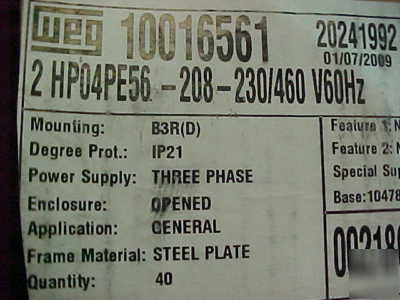 weg 10016561 20241992
01/07/2009
2 HP04PE56 -208-230/460 V60Hz
Mounting: B3R(D)
Degree Prot.: IP21
Power Supply: THREE PHASE
Enclosure: OPENED
Application: GENERAL
Frame Material: STEEL PLATE
Quantity: 40
Feature 1: N
Feature 2: N
Special Su
Base: 10478